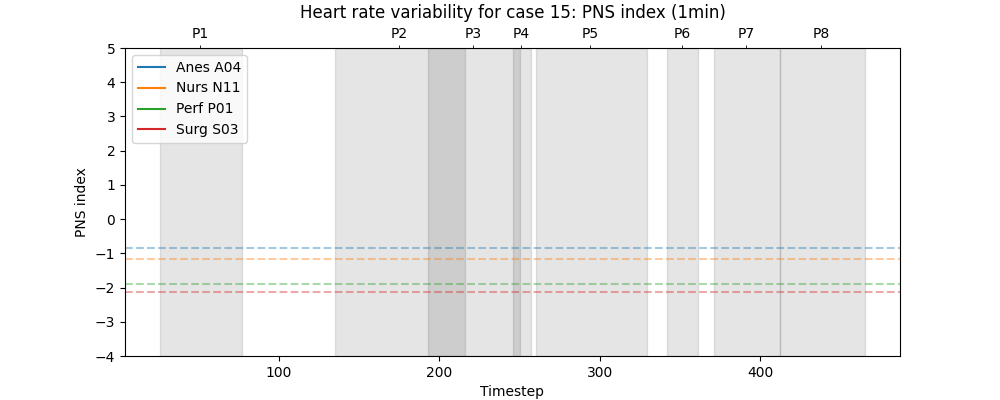 Heart rate variability for case 15: PNS index (1min)
P1 P2 P3 P4 P5 P6 P7 P8
5
4
3
2
1
0
−1
−2
−3
−4
PNS index
Anes A04
Nurs N11
Perf P01
Surg S03
100 200 300 400
Timestep